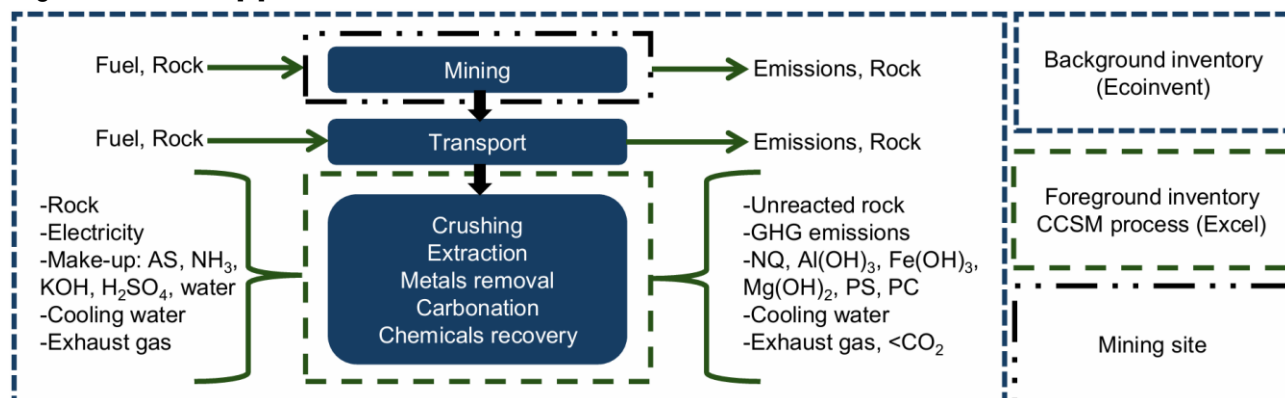 Fuel, Rock
Mining
Emissions, Rock
Fuel, Rock
Transport
Emissions, Rock
-Rock
-Electricity
-Make-up: AS, NH₃,
KOH, H₂SO₄, water
-Cooling water
-Exhaust gas
Crushing
Extraction
Metals removal
Carbonation
Chemicals recovery
-Unreacted rock
-GHG emissions
-NQ, Al(OH)₃, Fe(OH)₃,
Mg(OH)₂, PS, PC
-Cooling water
-Exhaust gas, <CO₂
Background inventory
(Ecoinvent)
Foreground inventory
CCSM process (Excel)
Mining site